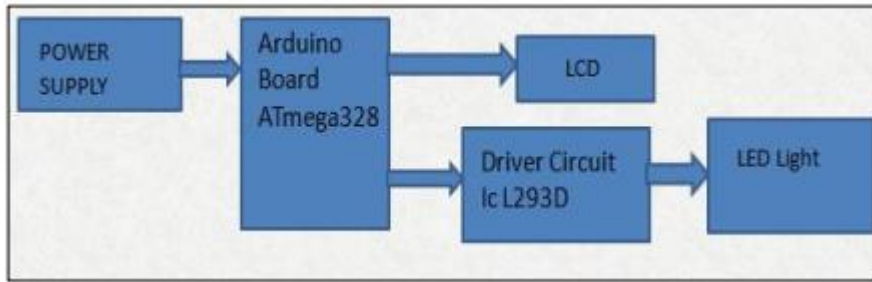 POWER
SUPPLY
Arduino
Board
ATmega328
LCD
Driver Circuit
Ic L293D
LED Light